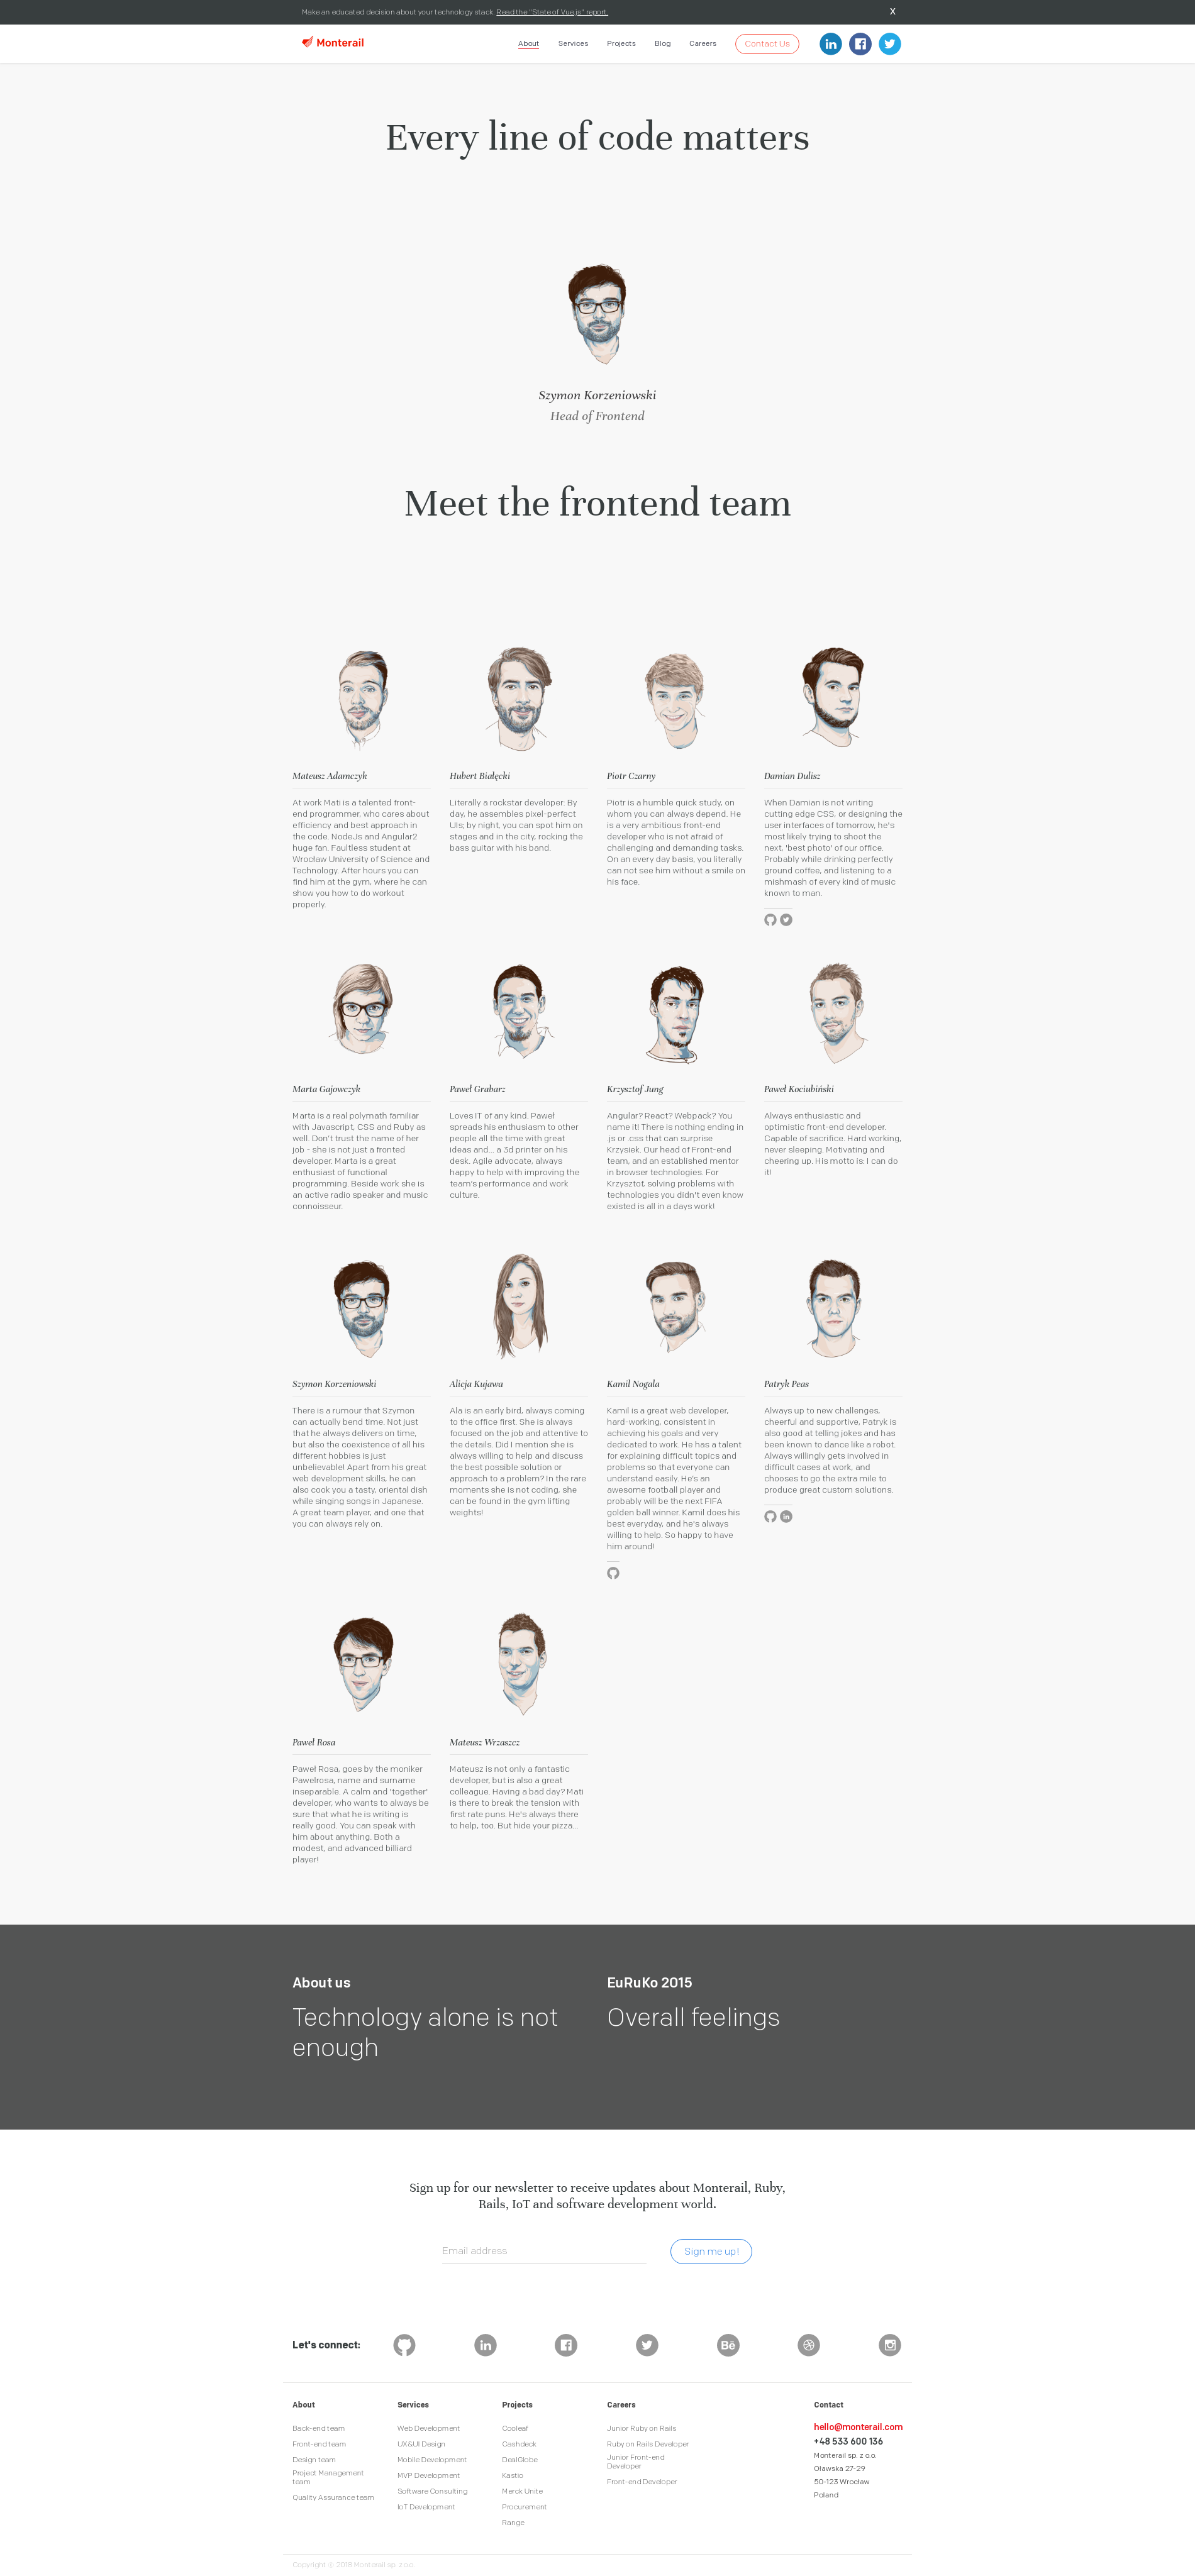 Make an educated decision about your technology stack. Read the "State of Vue.js" report.
X
Monterail
About
Services
Projects
Blog
Careers
Contact Us
Every line of code matters
Szymon Korzeniowski
Head of Frontend
Meet the frontend team
Mateusz Adamczyk
At work Mati is a talented front-
end programmer, who cares about
efficiency and best approach in
the code. NodeJs and Angular2
huge fan. Faultless student at
Wrocław University of Science and
Technology. After hours you can
find him at the gym, where he can
show you how to do workout
properly.
Hubert Białęcki
Literally a rockstar developer. By
day, he assembles pixel-perfect
UIs; by night, you can spot him on
stages and in the city, rocking the
bass guitar with his band.
Piotr Czarny
Piotr is a humble quick study, on
whom you can always depend. He
is a very ambitious front-end
developer who is not afraid of
challenging and demanding tasks.
On an every day basis, you literally
can not see him without a smile on
his face.
Damian Dulisz
When Damian is not writing
cutting edge CSS, or designing the
user interfaces of tomorrow, he's
most likely trying to shoot the
next, 'best photo' of our office.
Probably while drinking perfectly
ground coffee, and listening to a
mishmash of every kind of music
known to man.
Marta Gajowczyk
Marta is a real polymath familiar
with Javascript, CSS and Ruby as
well. Don't trust the name of her
job - she is not just a fronted
developer. Marta is a great
enthusiast of functional
programming. Beside work she is
an active radio speaker and music
connoisseur.
Paweł Grabarz
Loves IT of any kind. Paweł
spreads his enthusiasm to other
people all the time with great
ideas and... a 3d printer on his
desk. Agile advocate, always
happy to help with improving the
team's performance and work
culture.
Krzysztof Jung
Angular? React? Webpack? You
name it! There is nothing ending in
.js or .css that can surprise
Krzysiek. Our head of Front-end
team, and an established mentor
in browser technologies. For
Krzysztof, solving problems with
technologies you didn't even know
existed is all in a days work!
Paweł Kociubiński
Always enthusiastic and
optimistic front-end developer.
Capable of sacrifice. Hard working,
never sleeping. Motivating and
cheering up. His motto is: I can do
it!
Szymon Korzeniowski
There is a rumour that Szymon
can actually bend time. Not just
that he always delivers on time,
but also the coexistence of all his
different hobbies is just
unbelievable! Apart from his great
web development skills, he can
also cook you a tasty, oriental dish
while singing songs in Japanese.
A great team player, and one that
you can always rely on.
Alicja Kujawa
Ala is an early bird, always coming
to the office first. She is always
focused on the job and attentive to
the details. Did I mention she is
always willing to help and discuss
the best possible solution or
approach to a problem? In the rare
moments she is not coding, she
can be found in the gym lifting
weights!
Kamil Nogala
Kamil is a great web developer,
hard-working, consistent in
achieving his goals and very
dedicated to work. He has a talent
for explaining difficult topics and
problems so that everyone can
understand easily. He's an
awesome football player and
probably will be the next FIFA
golden ball winner. Kamil does his
best everyday, and he's always
willing to help. So happy to have
him around!
Patryk Peas
Always up to new challenges,
cheerful and supportive, Patryk is
also good at telling jokes and has
been known to dance like a robot.
Always willingly gets involved in
difficult cases at work, and
chooses to go the extra mile to
produce great custom solutions.
Paweł Rosa
Paweł Rosa, goes by the moniker
Pawelrosa, name and surname
inseparable. A calm and 'together'
developer, who wants to always be
sure that what he is writing is
really good. You can speak with
him about anything. Both a
modest, and advanced billiard
player!
Mateusz Wrzaszcz
Mateusz is not only a fantastic
developer, but is also a great
colleague. Having a bad day? Mati
is there to break the tension with
first rate puns. He's always there
to help, too. But hide your pizza...
About us
Technology alone is not
enough
EuRuKo 2015
Overall feelings
Sign up for our newsletter to receive updates about Monterail, Ruby,
Rails, IoT and software development world.
Email address
Sign me up!
Let's connect:
About
Back-end team
Front-end team
Design team
Project Management
team
Quality Assurance team
Services
Web Development
UX&UI Design
Mobile Development
MVP Development
Software Consulting
IoT Development
Projects
Cooleaf
Cashdeck
DealGlobe
Kastio
Merck Unite
Procurement
Range
Careers
Junior Ruby on Rails
Ruby on Rails Developer
Junior Front-end
Developer
Front-end Developer
Contact
hello@monterail.com
+48 533 600 136
Monterail sp. z o.o.
Oławska 27-29
50-123 Wrocław
Poland
Copyright © 2018 Monterail sp. z o.o.